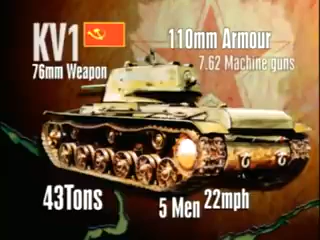 KV1
76mm Weapon
110mm Armour
7.62 Machine guns
43Tons
5 Men
22mph